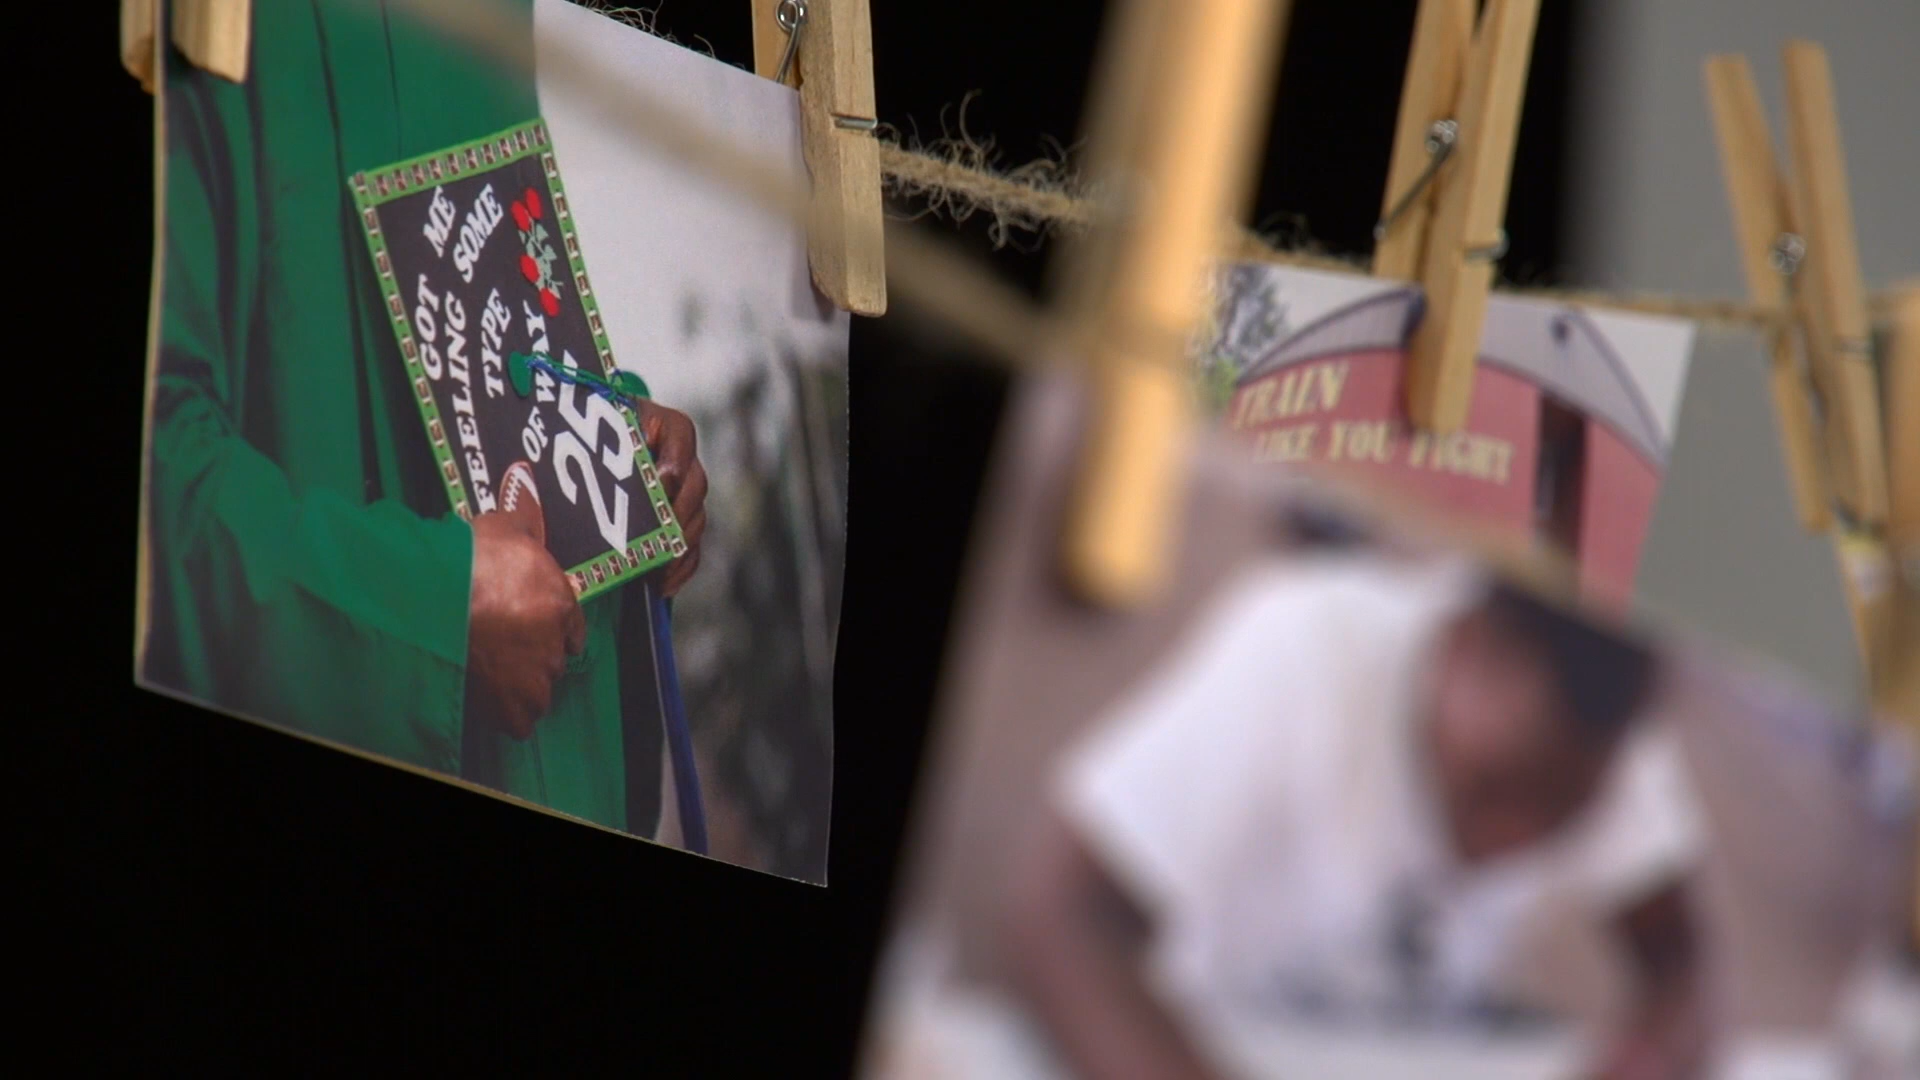 GOT ME
FEELING SOME
TYPE
OF WAY
25
TRAIN
LIKE YOU FIGHT